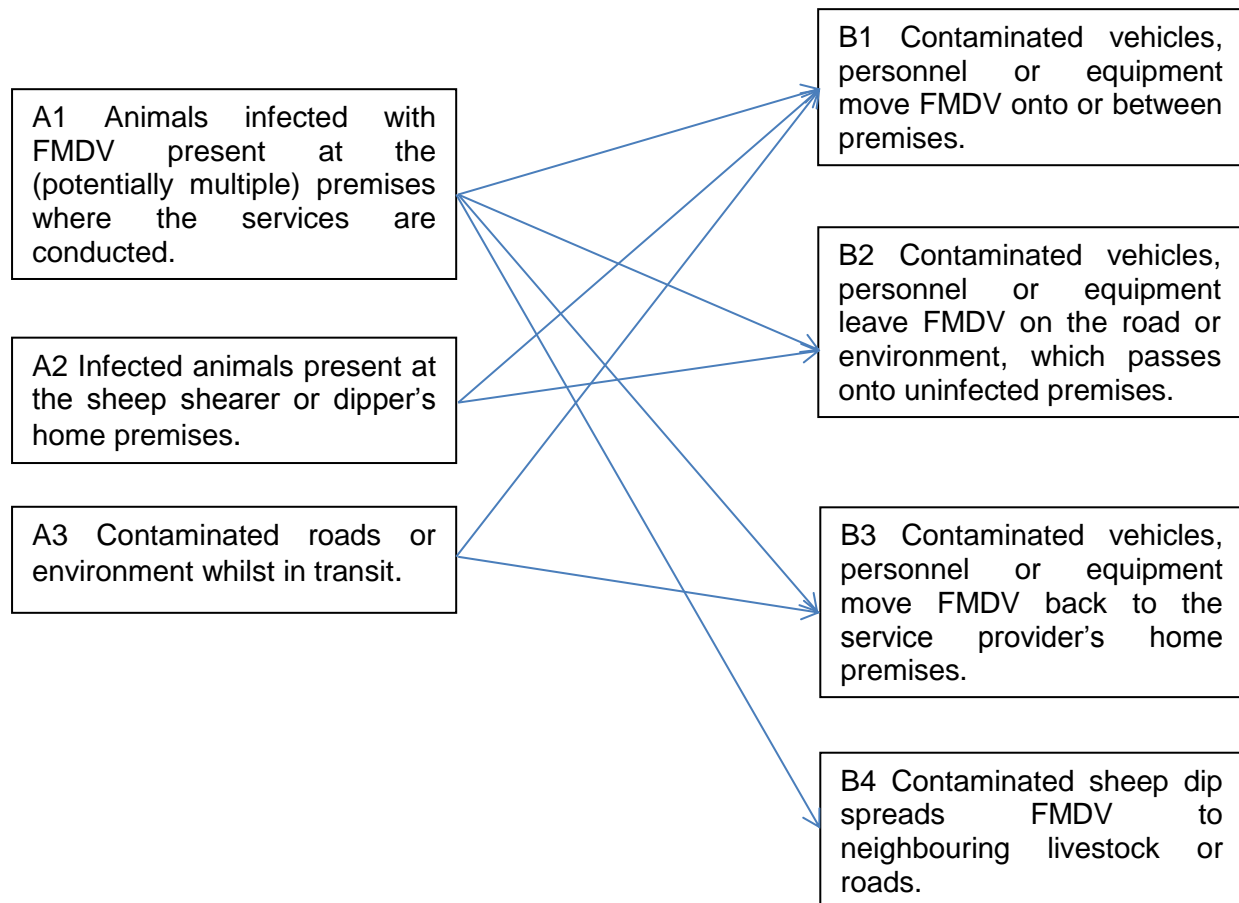 A1 Animals infected with
FMDV present at the
(potentially multiple) premises
where the services are
conducted.
A2 Infected animals present at
the sheep shearer or dipper’s
home premises.
A3 Contaminated roads or
environment whilst in transit.
B1 Contaminated vehicles,
personnel or equipment
move FMDV onto or between
premises.
B2 Contaminated vehicles,
personnel or equipment
leave FMDV on the road or
environment, which passes
onto uninfected premises.
B3 Contaminated vehicles,
personnel or equipment
move FMDV back to the
service provider’s home
premises.
B4 Contaminated sheep dip
spreads FMDV to
neighbouring livestock or
roads.